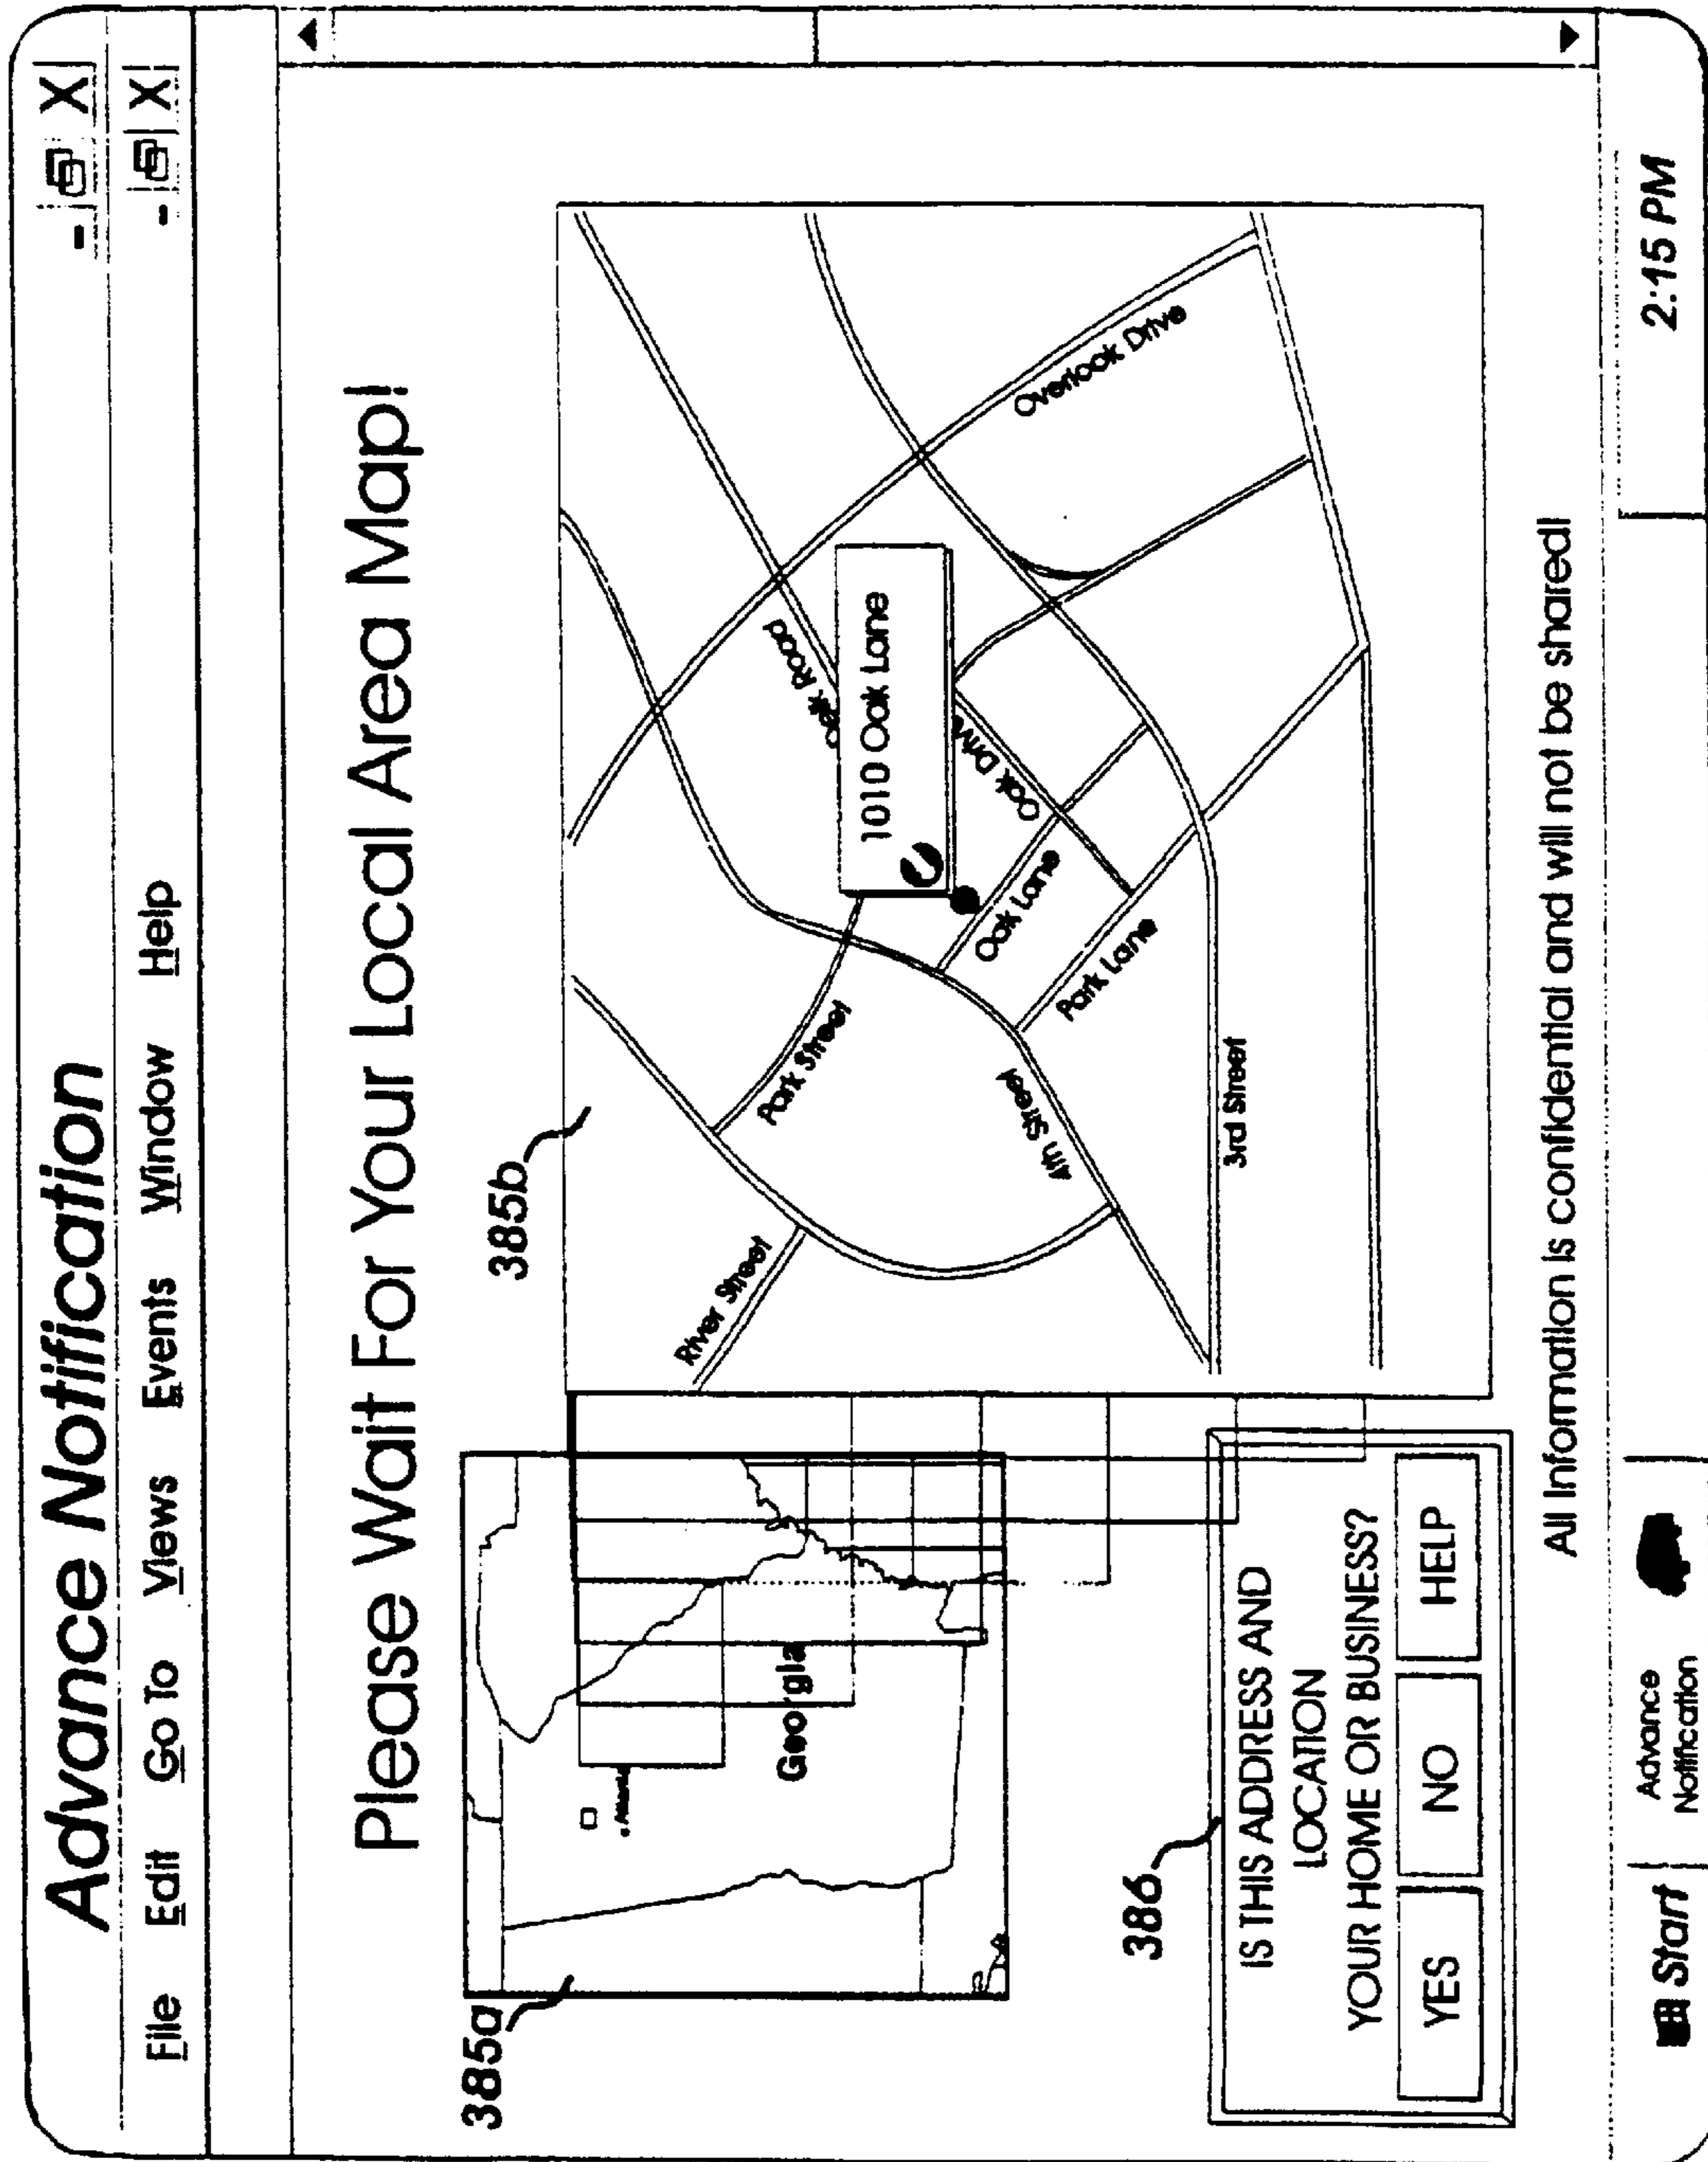 Advance Notification
- X
File Edit Go To Views Events Window Help
- X
Please Wait For Your Local Area Map!
385a
385b
Atlanta
Georgia
River Street
Park Street
Oak Road
1010 Oak Lane
Oak Drive
Oak Lane
Park Lane
4th Street
3rd Street
Overlook Drive
386
IS THIS ADDRESS AND
LOCATION
YOUR HOME OR BUSINESS?
YES NO HELP
All Information is confidential and will not be shared!
Start
Advance
Notification
2:15 PM